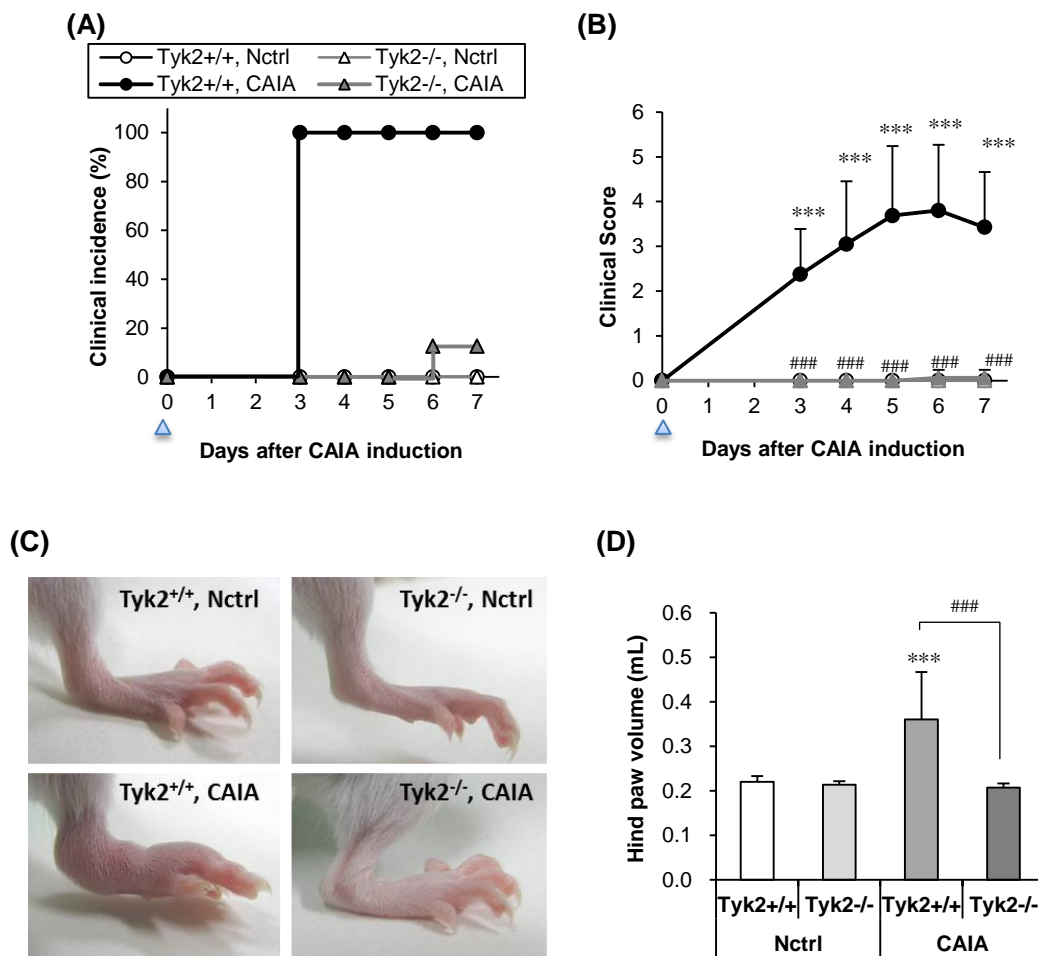 (A)
Tyk2+/+, Nctrl Tyk2-/-, Nctrl
Tyk2+/+, CAIA Tyk2-/-, CAIA
100
80
60
40
20
0
Clinical incidence (%)
0 1 2 3 4 5 6 7
Days after CAIA induction
(B)
6
5
4
3
2
1
0
Clinical Score
*** *** *** *** ***
### ### ### ### ###
0 1 2 3 4 5 6 7
Days after CAIA induction
(C)
Tyk2+/+, Nctrl
Tyk2-/-, Nctrl
Tyk2+/+, CAIA
Tyk2-/-, CAIA
(D)
0.6
0.5
0.4
0.3
0.2
0.1
0.0
Hind paw volume (mL)
###
***
Tyk2+/+ Tyk2-/- Tyk2+/+ Tyk2-/-
Nctrl CAIA